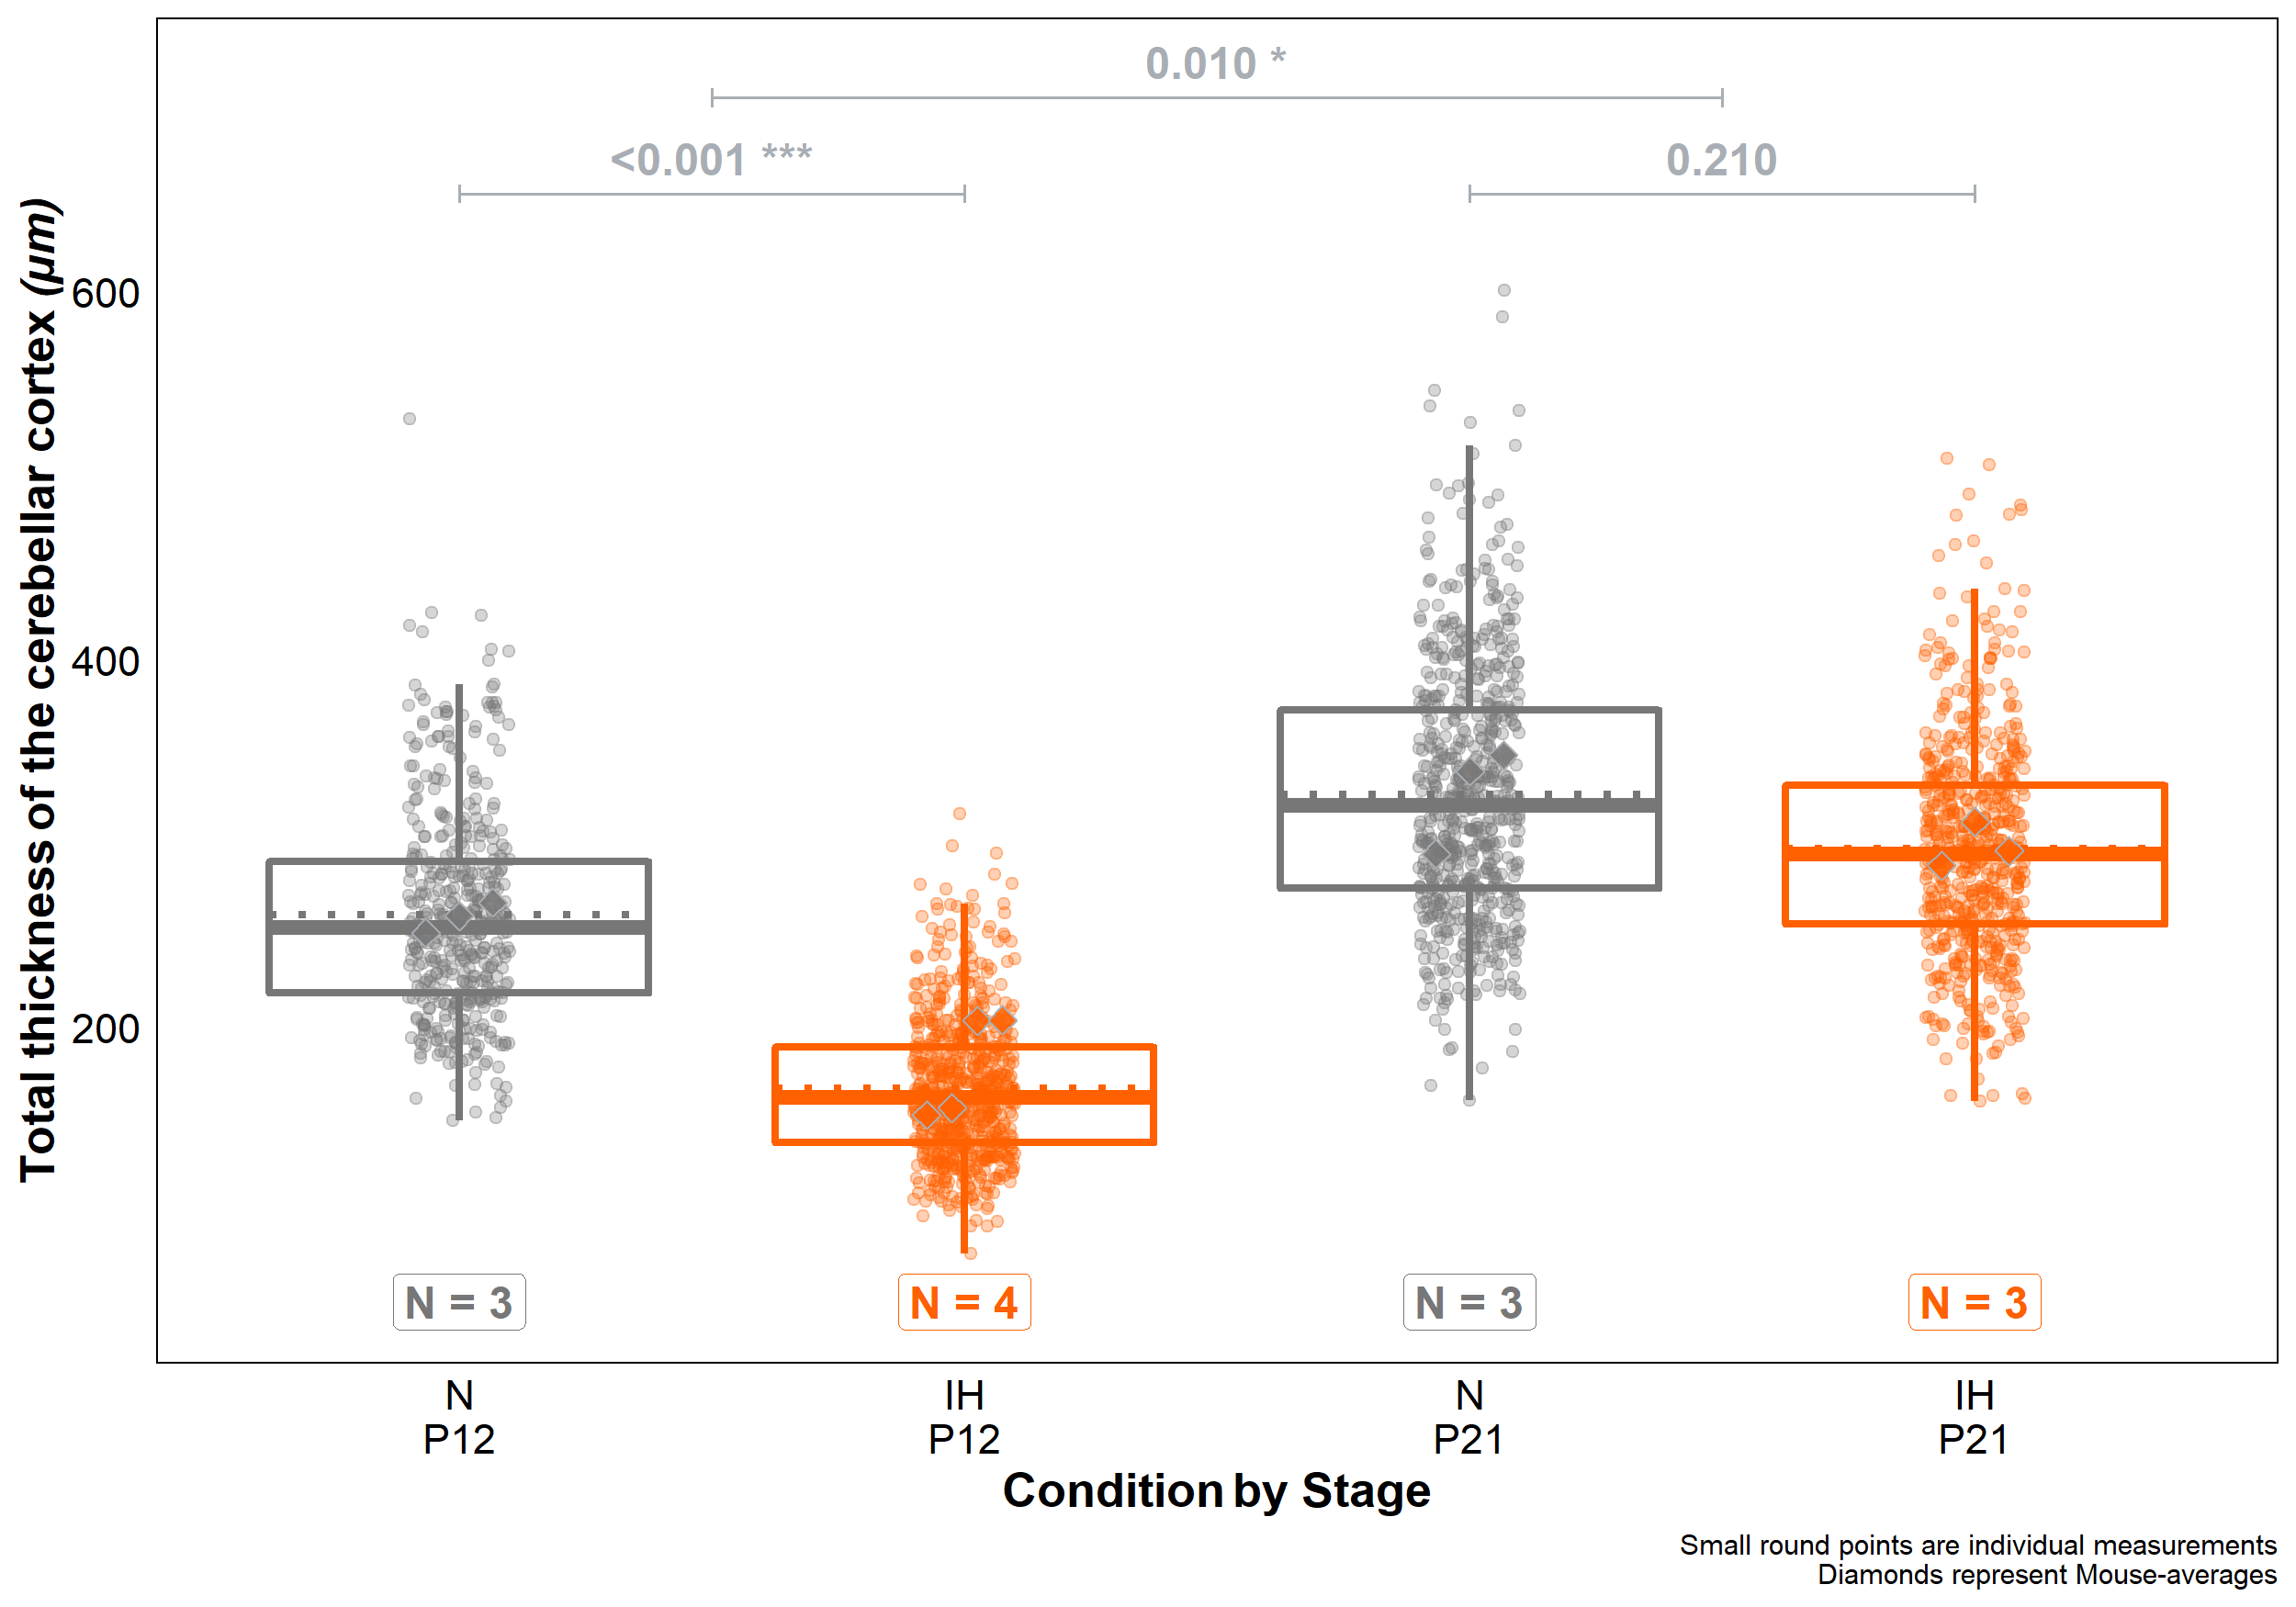 0.010 *
<0.001 ***
0.210
Total thickness of the cerebellar cortex (µm)
600
400
200
N = 3
N = 4
N = 3
N = 3
N
P12
IH
P12
N
P21
IH
P21
Condition by Stage
Small round points are individual measurements
Diamonds represent Mouse-averages